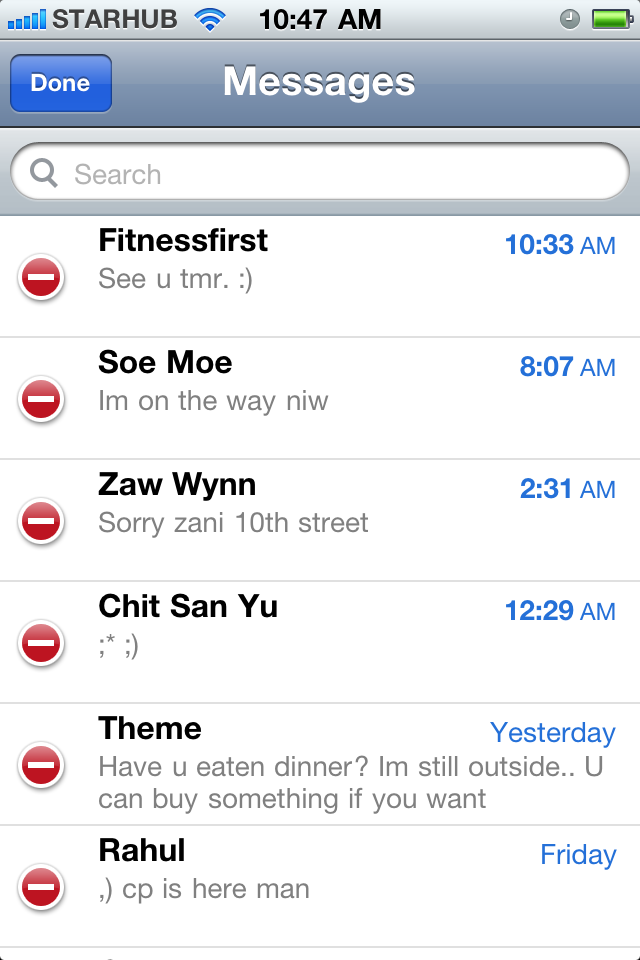 STARHUB 10:47 AM
Done Messages
Search
Fitnessfirst 10:33 AM
See u tmr. :)
Soe Moe 8:07 AM
Im on the way niw
Zaw Wynn 2:31 AM
Sorry zani 10th street
Chit San Yu 12:29 AM
;* ;)
Theme Yesterday
Have u eaten dinner? Im still outside.. U
can buy something if you want
Rahul Friday
,) cp is here man